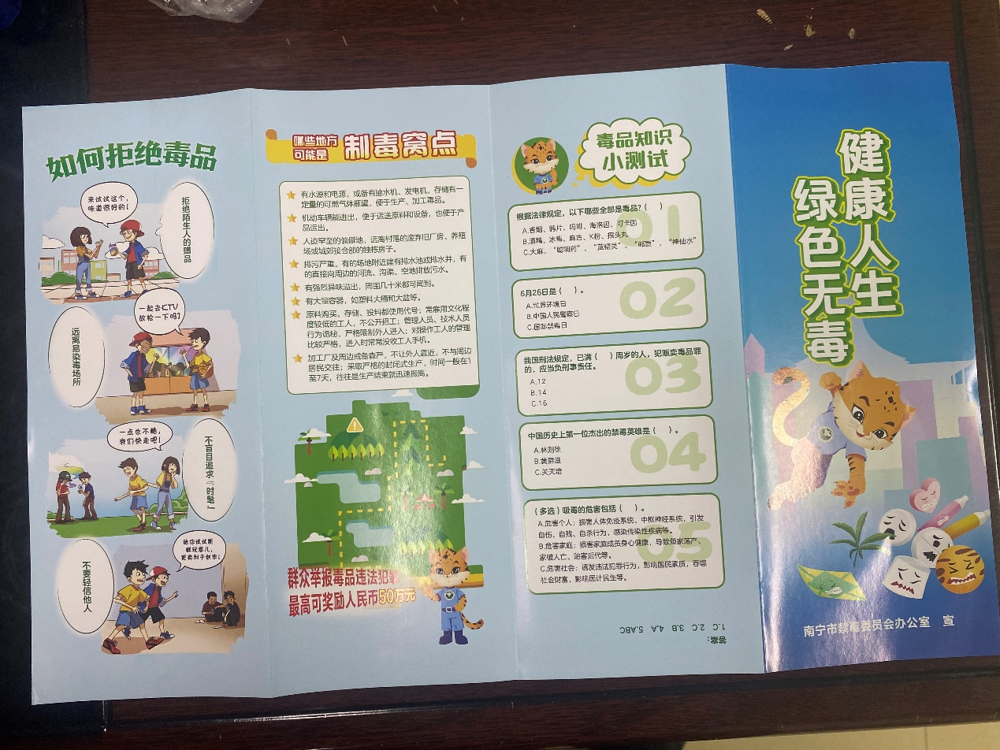 如何拒绝毒品
来试试这个，
味道很好的！
拒绝陌生人的赠品
一起去KTV
放松一下吗？
远离易染毒场所
一点也不酷，
我们快走吧！
不盲目追求「时髦」
给你试试新
鲜玩意儿，
更有利于创作！
不要轻信他人
哪些地方
可能是
制毒窝点
有水源和电源，或备有抽水机、发电机，存储有一
定量的可燃气体瓶罐，便于生产、加工毒品。
机动车辆能进出，便于运送原料和设备，也便于产
品运出。
人迹罕至的偏僻地，远离村落的废弃旧厂房、养殖
场或城郊接合部的独栋房子。
排污严重，有的场地附近建有排水池或排水井，有
的直接向周边的河流、沟渠、空地排放污水。
有强烈异味溢出，周围几十米都可闻到。
有大量容器，如塑料大桶和大盆等。
原料购买、存储、投料都使用代号；常雇用文化程
度较低的工人，不公开招工；管理人员、技术人员
行为诡秘，严格限制外人进入；对操作工人的管理
比较严格，进入时常常没收工人手机。
加工厂及周边戒备森严，不让外人靠近，不与周边
居民交往；采取严格的封闭式生产，时间一般在1
至7天，往往是生产结束就迅速搬离。
群众举报毒品违法犯罪
最高可奖励人民币50万元
毒品知识
小测试
01
根据法律规定，以下哪些全部是毒品？（ ）
A.香烟、鸦片、吗啡、海洛因、可卡因
B.酒精、冰毒、麻古、K粉、摇头丸
C.大麻、“聪明药”、“蓝精灵”、“邮票”、“神仙水”
02
6月26日是（ ）。
A.世界环境日
B.中国人民警察日
C.国际禁毒日
03
我国刑法规定，已满（ ）周岁的人，犯贩卖毒品罪
的，应当负刑事责任。
A.12
B.14
C.16
04
中国历史上第一位杰出的禁毒英雄是（ ）。
A.林则徐
B.黄爵滋
C.关天培
05
（多选）吸毒的危害包括（ ）。
A.危害个人：损害人体免疫系统、中枢神经系统，引发
自伤、自残、自杀行为，感染传染性疾病等。
B.危害家庭：损害家庭成员身心健康，导致倾家荡产、
家破人亡、贻害后代等。
C.危害社会：诱发违法犯罪行为，影响国民素质，吞噬
社会财富，影响国计民生等。
答案：
1.C 2.C 3.B 4.A 5.ABC
健康人生
绿色无毒
南宁市禁毒委员会办公室 宣